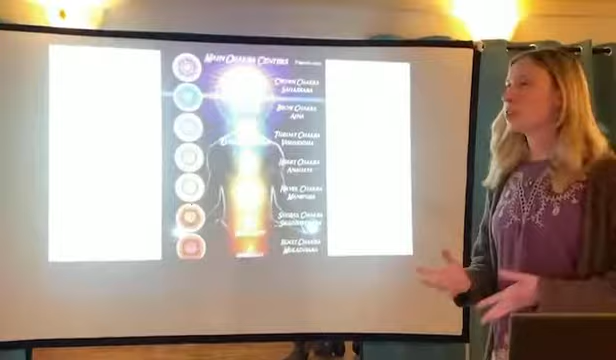 Main Chakra Centers
Crown Chakra
Sahasrara
Brow Chakra
Ajna
Throat Chakra
Vishuddha
Heart Chakra
Anahata
Navel Chakra
Manipura
Sacral Chakra
Root Chakra
Muladhara